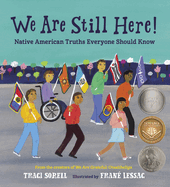 We Are Still Here!
Native American Truths Everyone Should Know
From the creators of We Are Grateful: Otsaliheliga
TRACI SORELL
Illustrated by
FRANÉ LESSAC